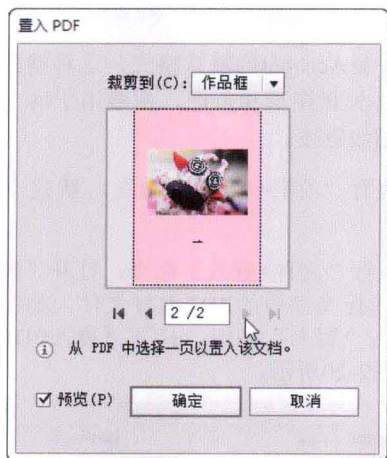 置入 PDF
裁剪到(C): 作品框
2 /2
从 PDF 中选择一页以置入该文档。
预览(P) 确定 取消